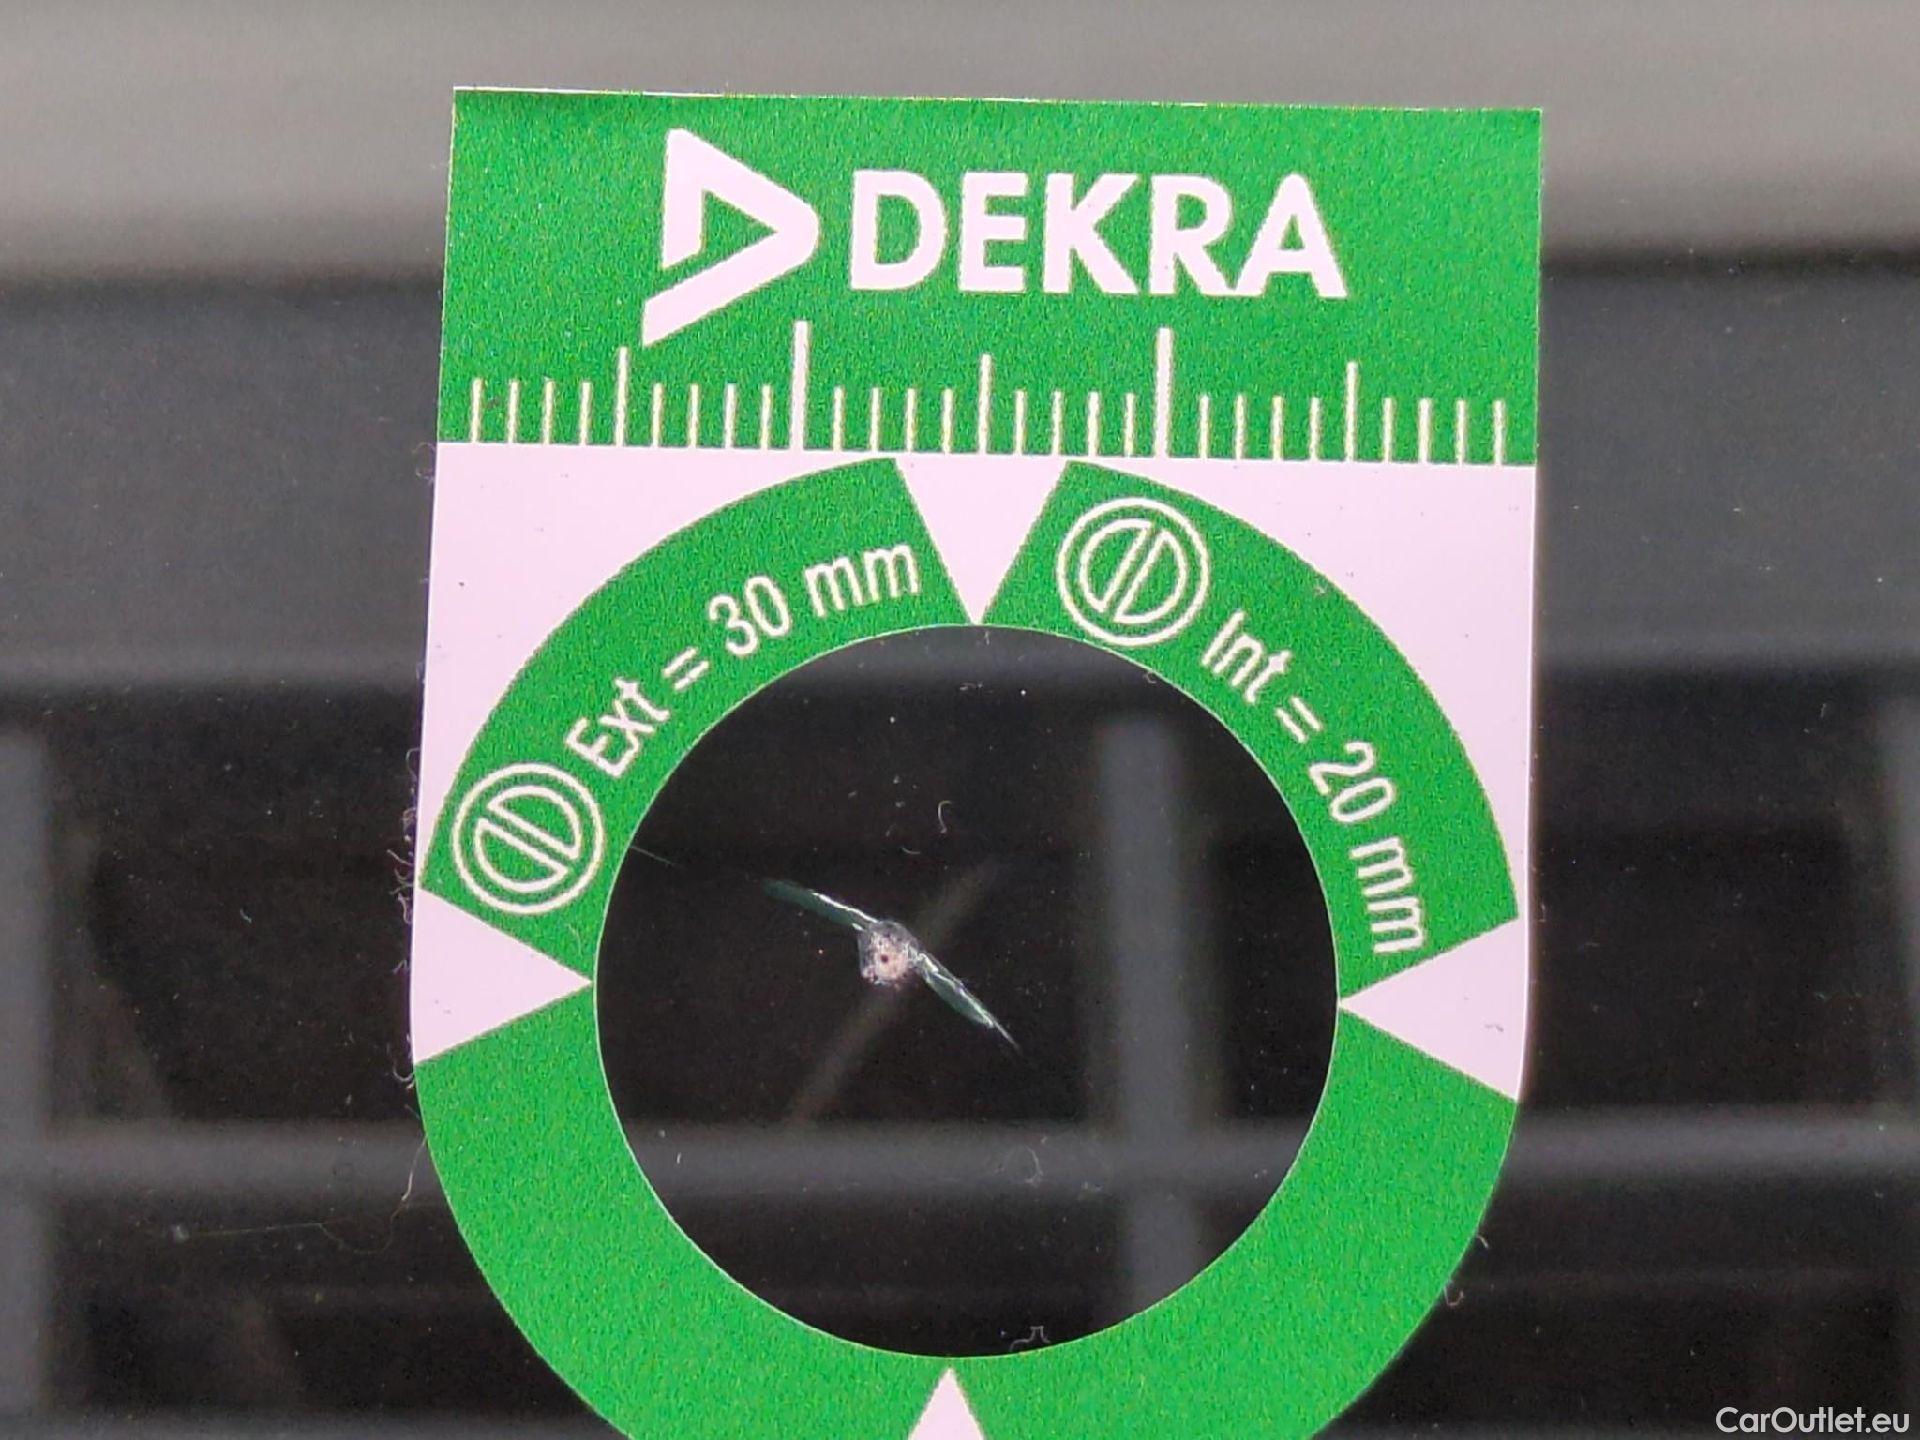 DEKRA
Ext = 30 mm
Int = 20 mm
CarOutlet.eu